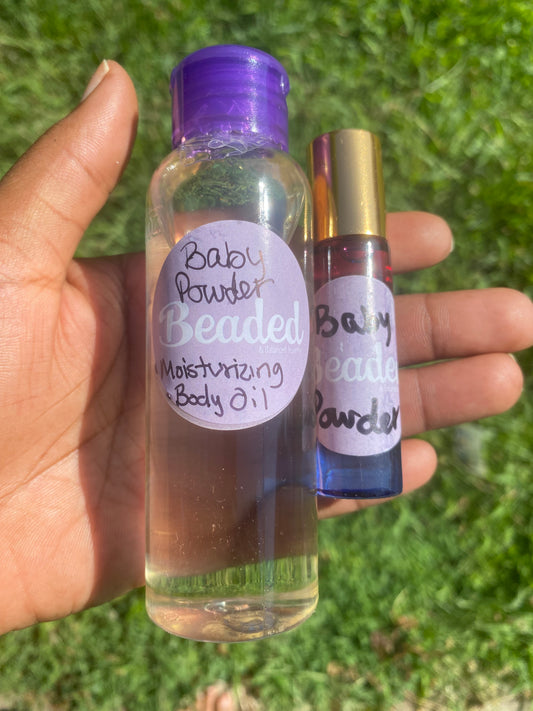 Baby
Powder
Beaded
• Moisturizing
• Body Oil
Baby
Beaded
Powder